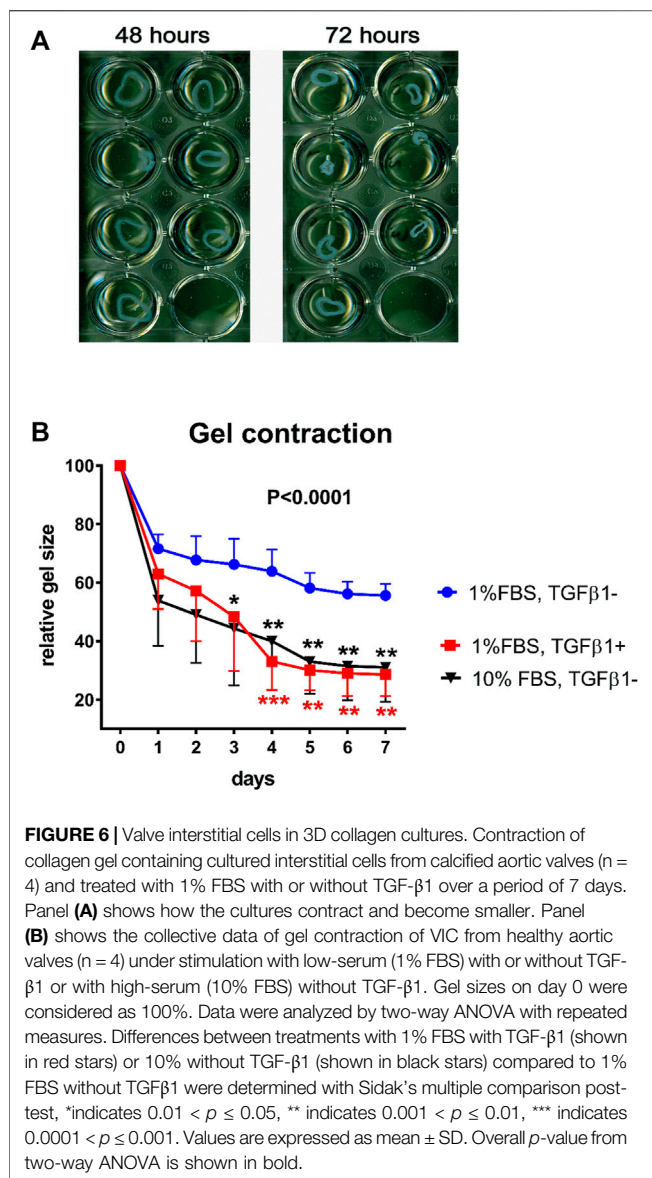 A
48 hours
72 hours
B
Gel contraction
P<0.0001
relative gel size
100
80
60
40
20
*
**
**
**
**
***
**
**
**
0
1
2
3
4
5
6
7
days
1%FBS, TGFβ1-
1%FBS, TGFβ1+
10% FBS, TGFβ1-
FIGURE 6 | Valve interstitial cells in 3D collagen cultures. Contraction of
collagen gel containing cultured interstitial cells from calcified aortic valves (n =
4) and treated with 1% FBS with or without TGF-β1 over a period of 7 days.
Panel (A) shows how the cultures contract and become smaller. Panel
(B) shows the collective data of gel contraction of VIC from healthy aortic
valves (n = 4) under stimulation with low-serum (1% FBS) with or without TGF-
β1 or with high-serum (10% FBS) without TGF-β1. Gel sizes on day 0 were
considered as 100%. Data were analyzed by two-way ANOVA with repeated
measures. Differences between treatments with 1% FBS with TGF-β1 (shown
in red stars) or 10% without TGF-β1 (shown in black stars) compared to 1%
FBS without TGFβ1 were determined with Sidak's multiple comparison post-
test, *indicates 0.01 < p ≤ 0.05, ** indicates 0.001 < p ≤ 0.01, *** indicates
0.0001 < p ≤ 0.001. Values are expressed as mean ± SD. Overall p-value from
two-way ANOVA is shown in bold.